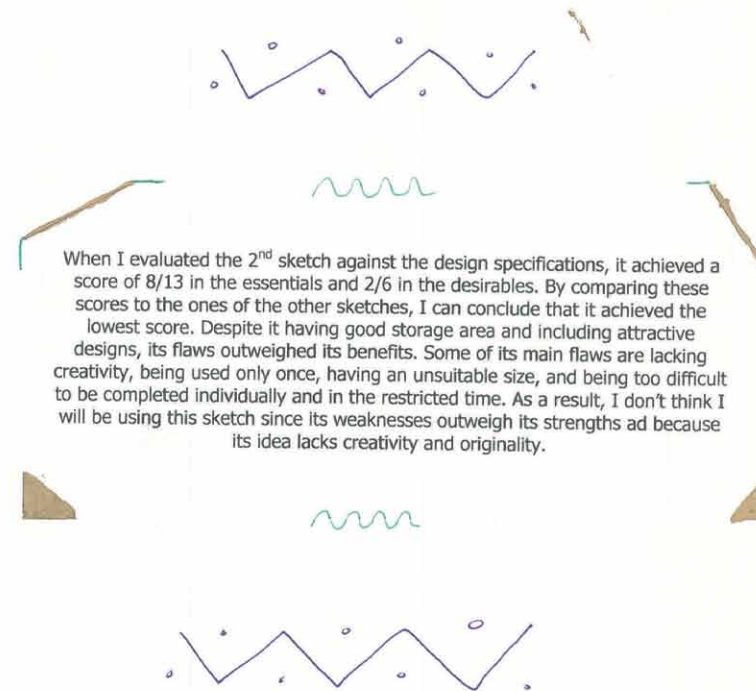 When I evaluated the 2nd sketch against the design specifications, it achieved a
score of 8/13 in the essentials and 2/6 in the desirables. By comparing these
scores to the ones of the other sketches, I can conclude that it achieved the
lowest score. Despite it having good storage area and including attractive
designs, its flaws outweighed its benefits. Some of its main flaws are lacking
creativity, being used only once, having an unsuitable size, and being too difficult
to be completed individually and in the restricted time. As a result, I don't think I
will be using this sketch since its weaknesses outweigh its strengths ad because
its idea lacks creativity and originality.